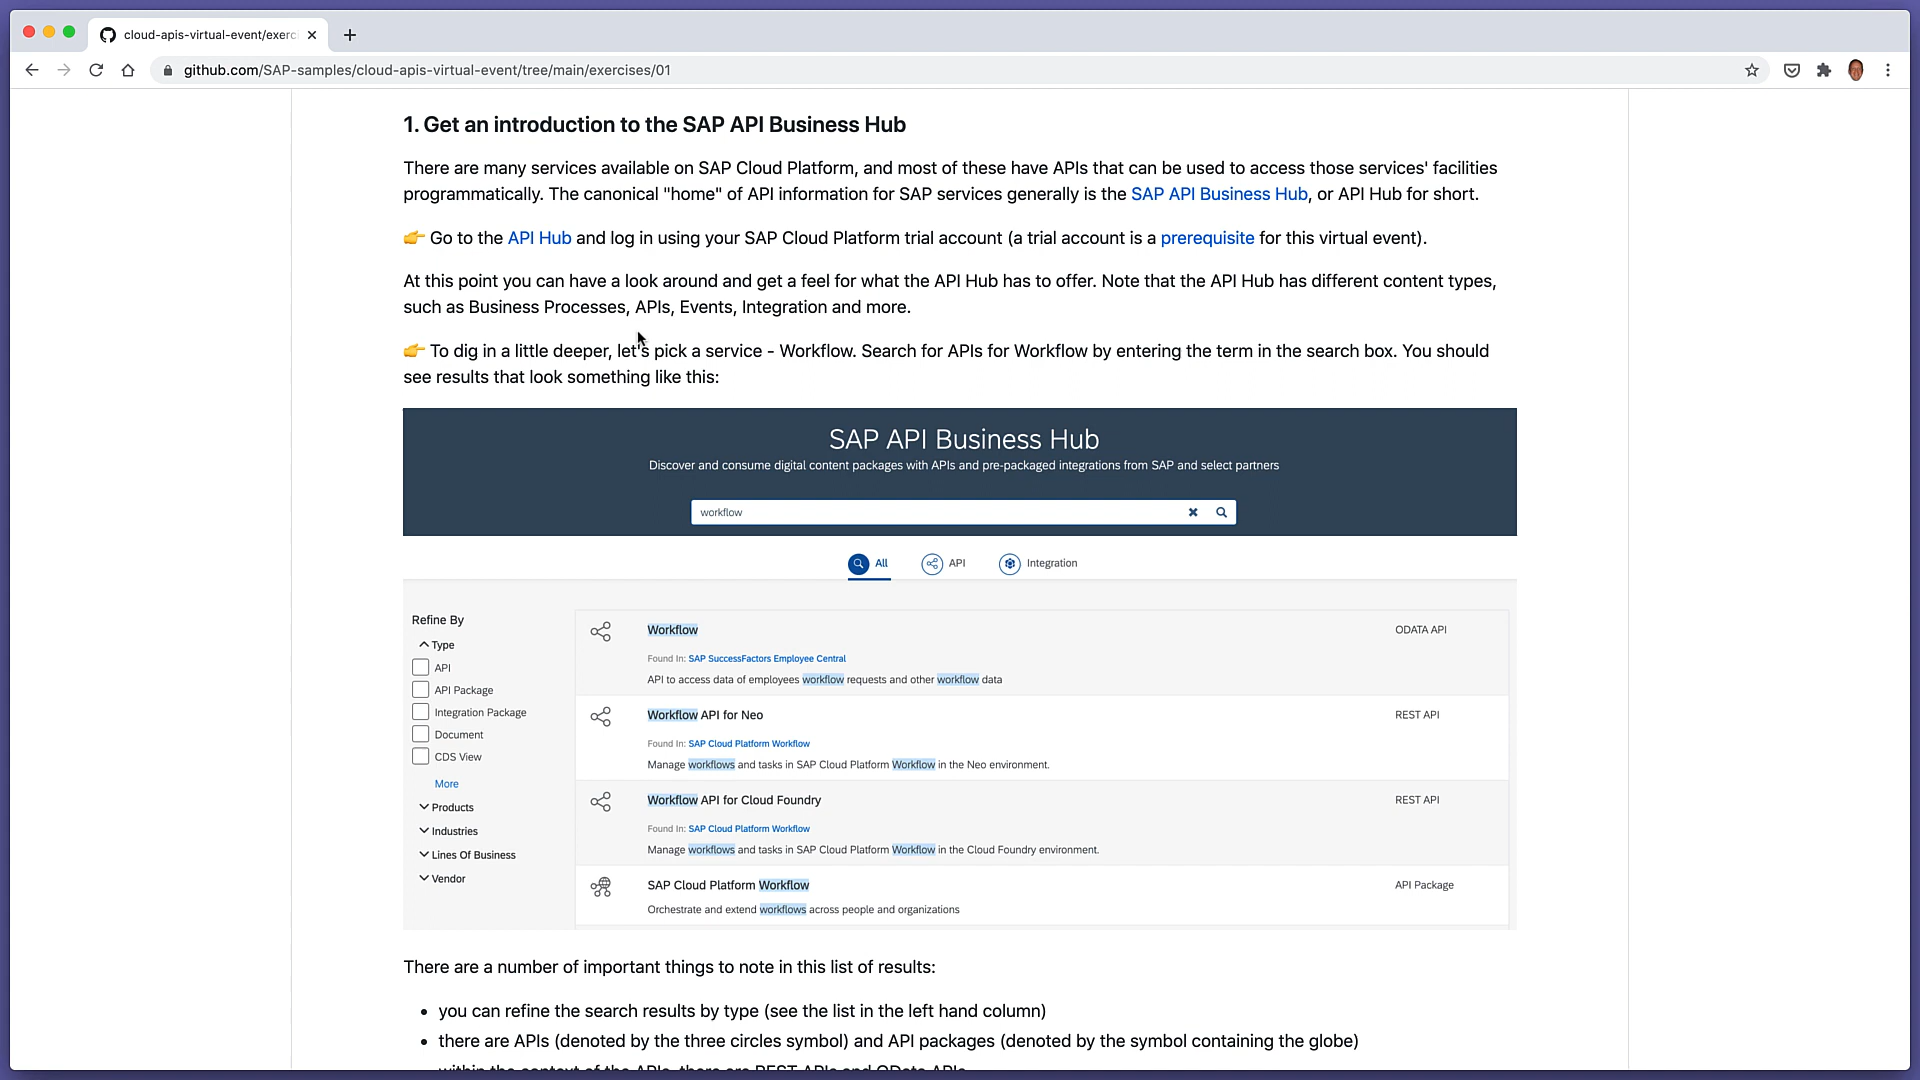 cloud-apis-virtual-event/exerc
github.com/SAP-samples/cloud-apis-virtual-event/tree/main/exercises/01
1. Get an introduction to the SAP API Business Hub
There are many services available on SAP Cloud Platform, and most of these have APIs that can be used to access those services' facilities
programmatically. The canonical "home" of API information for SAP services generally is the SAP API Business Hub, or API Hub for short.
👉 Go to the API Hub and log in using your SAP Cloud Platform trial account (a trial account is a prerequisite for this virtual event).
At this point you can have a look around and get a feel for what the API Hub has to offer. Note that the API Hub has different content types,
such as Business Processes, APIs, Events, Integration and more.
👉 To dig in a little deeper, let's pick a service - Workflow. Search for APIs for Workflow by entering the term in the search box. You should
see results that look something like this:
SAP API Business Hub
Discover and consume digital content packages with APIs and pre-packaged integrations from SAP and select partners
workflow
All API Integration
Refine By
Type
API
API Package
Integration Package
Document
CDS View
More
Products
Industries
Lines Of Business
Vendor
Workflow ODATA API
Found In: SAP SuccessFactors Employee Central
API to access data of employees workflow requests and other workflow data
Workflow API for Neo REST API
Found In: SAP Cloud Platform Workflow
Manage workflows and tasks in SAP Cloud Platform Workflow in the Neo environment.
Workflow API for Cloud Foundry REST API
Found In: SAP Cloud Platform Workflow
Manage workflows and tasks in SAP Cloud Platform Workflow in the Cloud Foundry environment.
SAP Cloud Platform Workflow API Package
Orchestrate and extend workflows across people and organizations
There are a number of important things to note in this list of results:
• you can refine the search results by type (see the list in the left hand column)
• there are APIs (denoted by the three circles symbol) and API packages (denoted by the symbol containing the globe)
within the context of the APIs, there are REST APIs and OData APIs